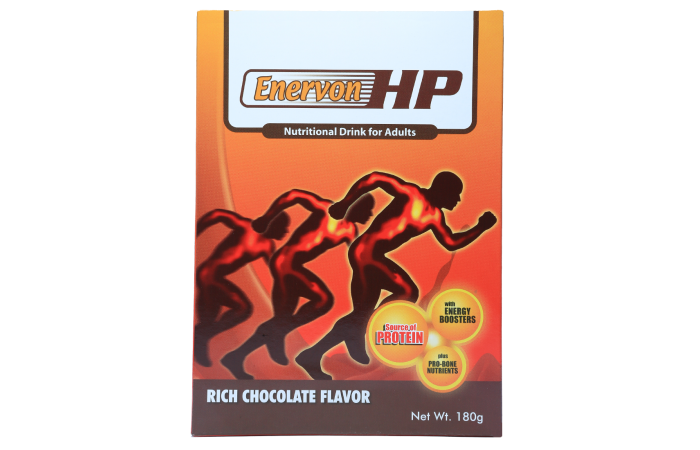 Enervon HP
Nutritional Drink for Adults
with
ENERGY
BOOSTERS
Source of
PROTEIN
plus
PRO-BONE
NUTRIENTS
RICH CHOCOLATE FLAVOR
Net Wt. 180g